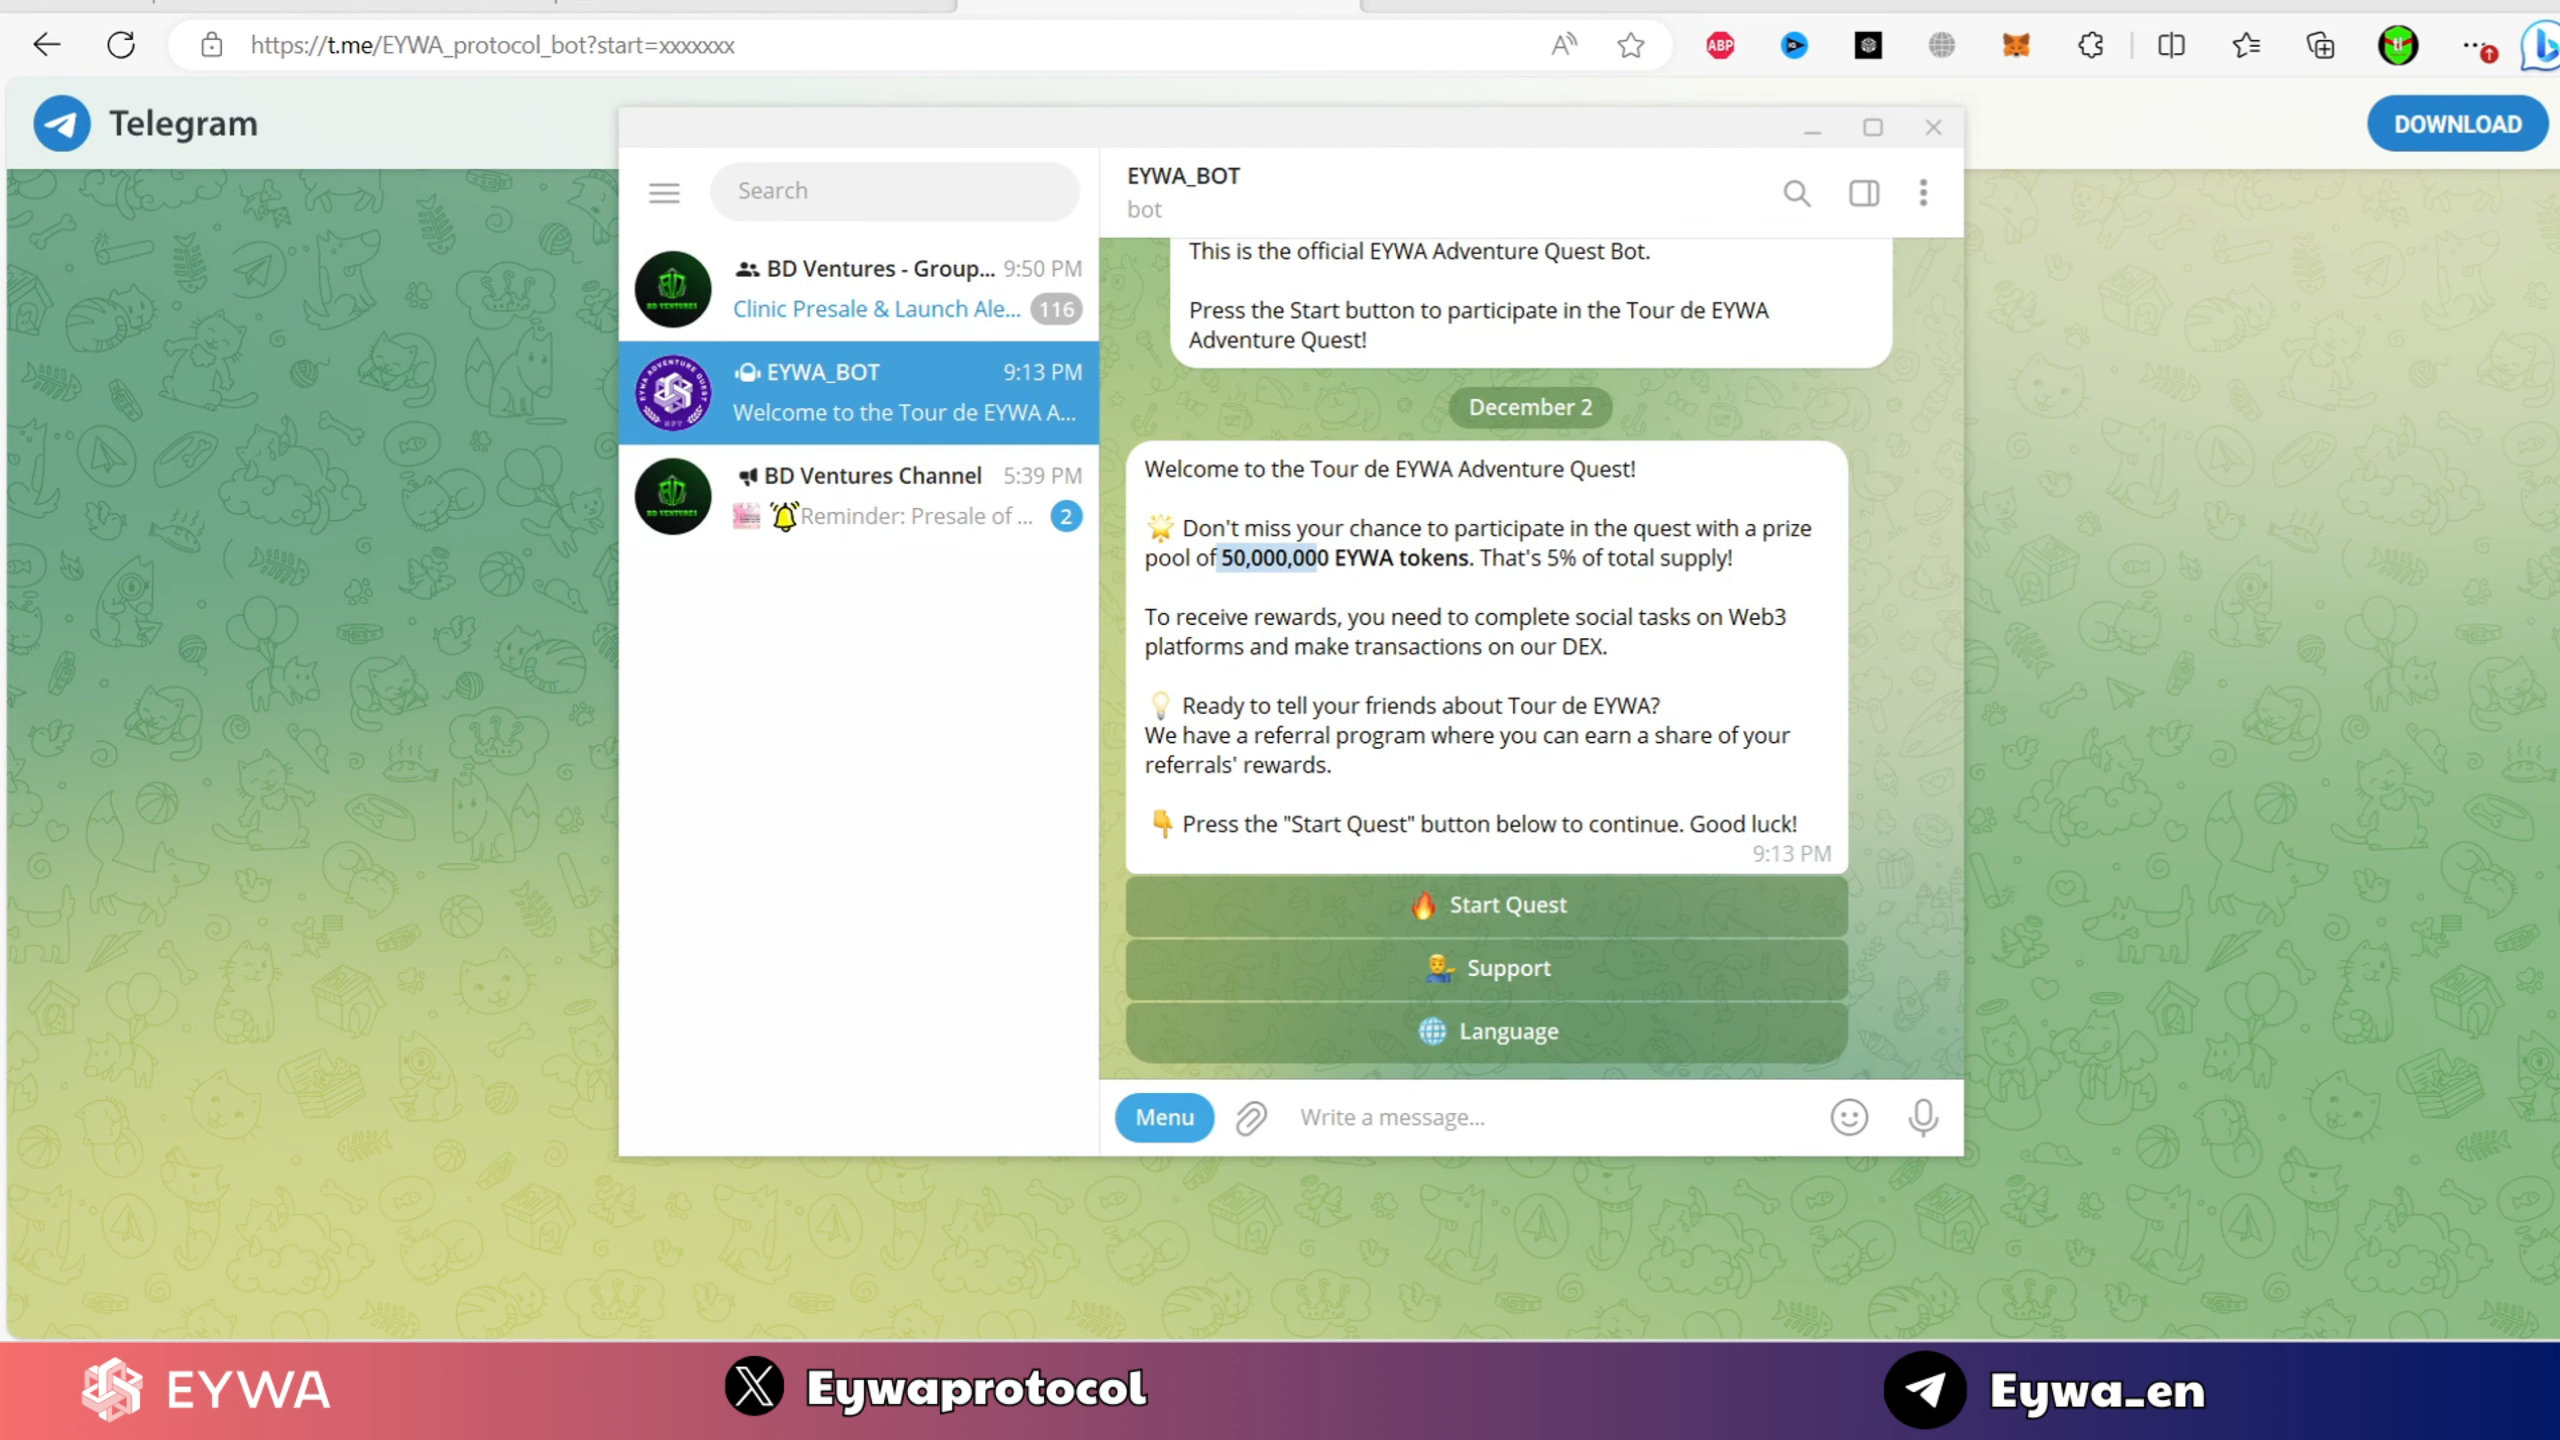 https://t.me/EYWA_protocol_bot?start=xxxxxxx
ABP
Telegram
DOWNLOAD
Search
BD Ventures - Group... 9:50 PM
Clinic Presale & Launch Ale... 116
EYWA_BOT 9:13 PM
Welcome to the Tour de EYWA A...
BD Ventures Channel 5:39 PM
Reminder: Presale of ... 2
EYWA_BOT
bot
This is the official EYWA Adventure Quest Bot.
Press the Start button to participate in the Tour de EYWA
Adventure Quest!
December 2
Welcome to the Tour de EYWA Adventure Quest!
🌟 Don't miss your chance to participate in the quest with a prize
pool of 50,000,000 EYWA tokens. That's 5% of total supply!
To receive rewards, you need to complete social tasks on Web3
platforms and make transactions on our DEX.
💡 Ready to tell your friends about Tour de EYWA?
We have a referral program where you can earn a share of your
referrals' rewards.
👇 Press the "Start Quest" button below to continue. Good luck!
9:13 PM
🔥 Start Quest
Support
🌐 Language
Menu
Write a message...
EYWA
Eywaprotocol
Eywa_en